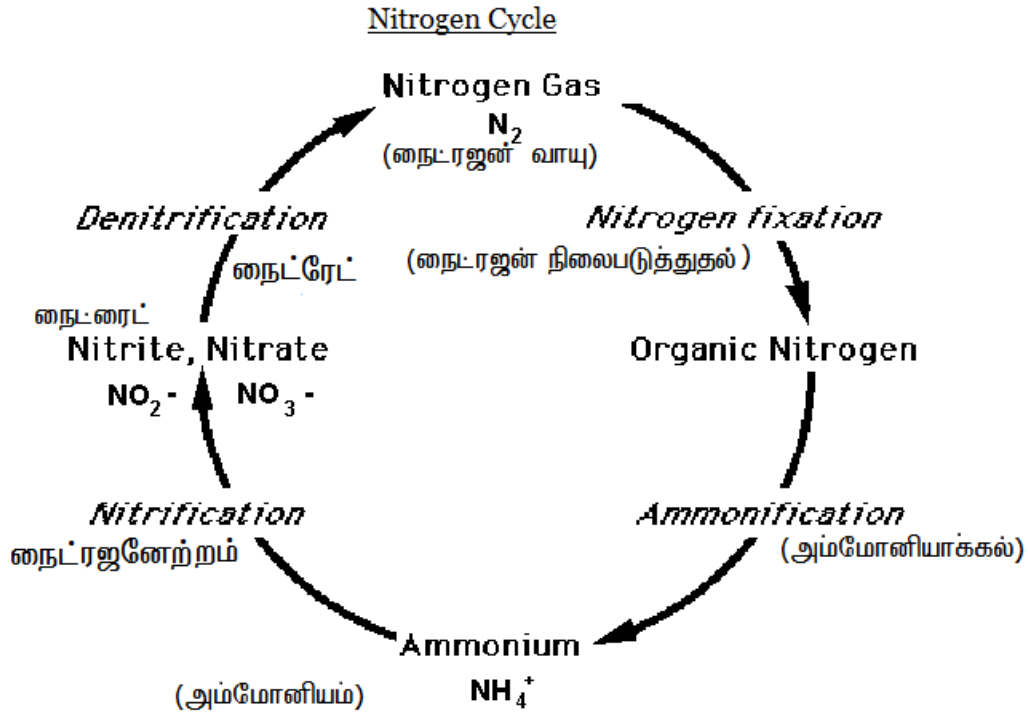 Nitrogen Cycle
Nitrogen Gas
N₂
(நைட்ரஜன் வாயு)
Denitrification
Nitrogen fixation
நைட்ரேட்
(நைட்ரஜன் நிலைபடுத்துதல் )
நைட்ரைட்
Nitrite, Nitrate
Organic Nitrogen
NO₂ - NO₃ -
Nitrification
Ammonification
நைட்ரஜனேற்றம்
(அம்மோனியாக்கல்)
Ammonium
(அம்மோனியம்)
NH₄⁺